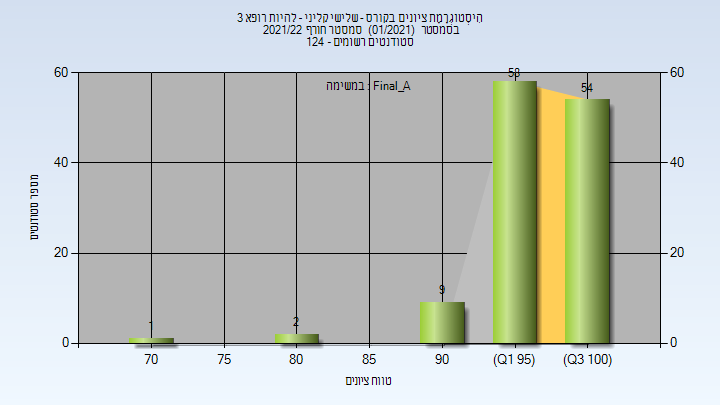 הִיסטוֹגְרַמַת ציונים בקורס - שלישי קליני - להיות רופא 3
בסמסטר (01/2021) סמסטר חורף 2021/22
סטודנטים רשומים - 124
במשימה : Final_A
60
40
20
0
60
40
20
0
מספר סטודנטים
1
2
9
58
54
70
75
80
85
90
(Q1 95)
(Q3 100)
טווח ציונים